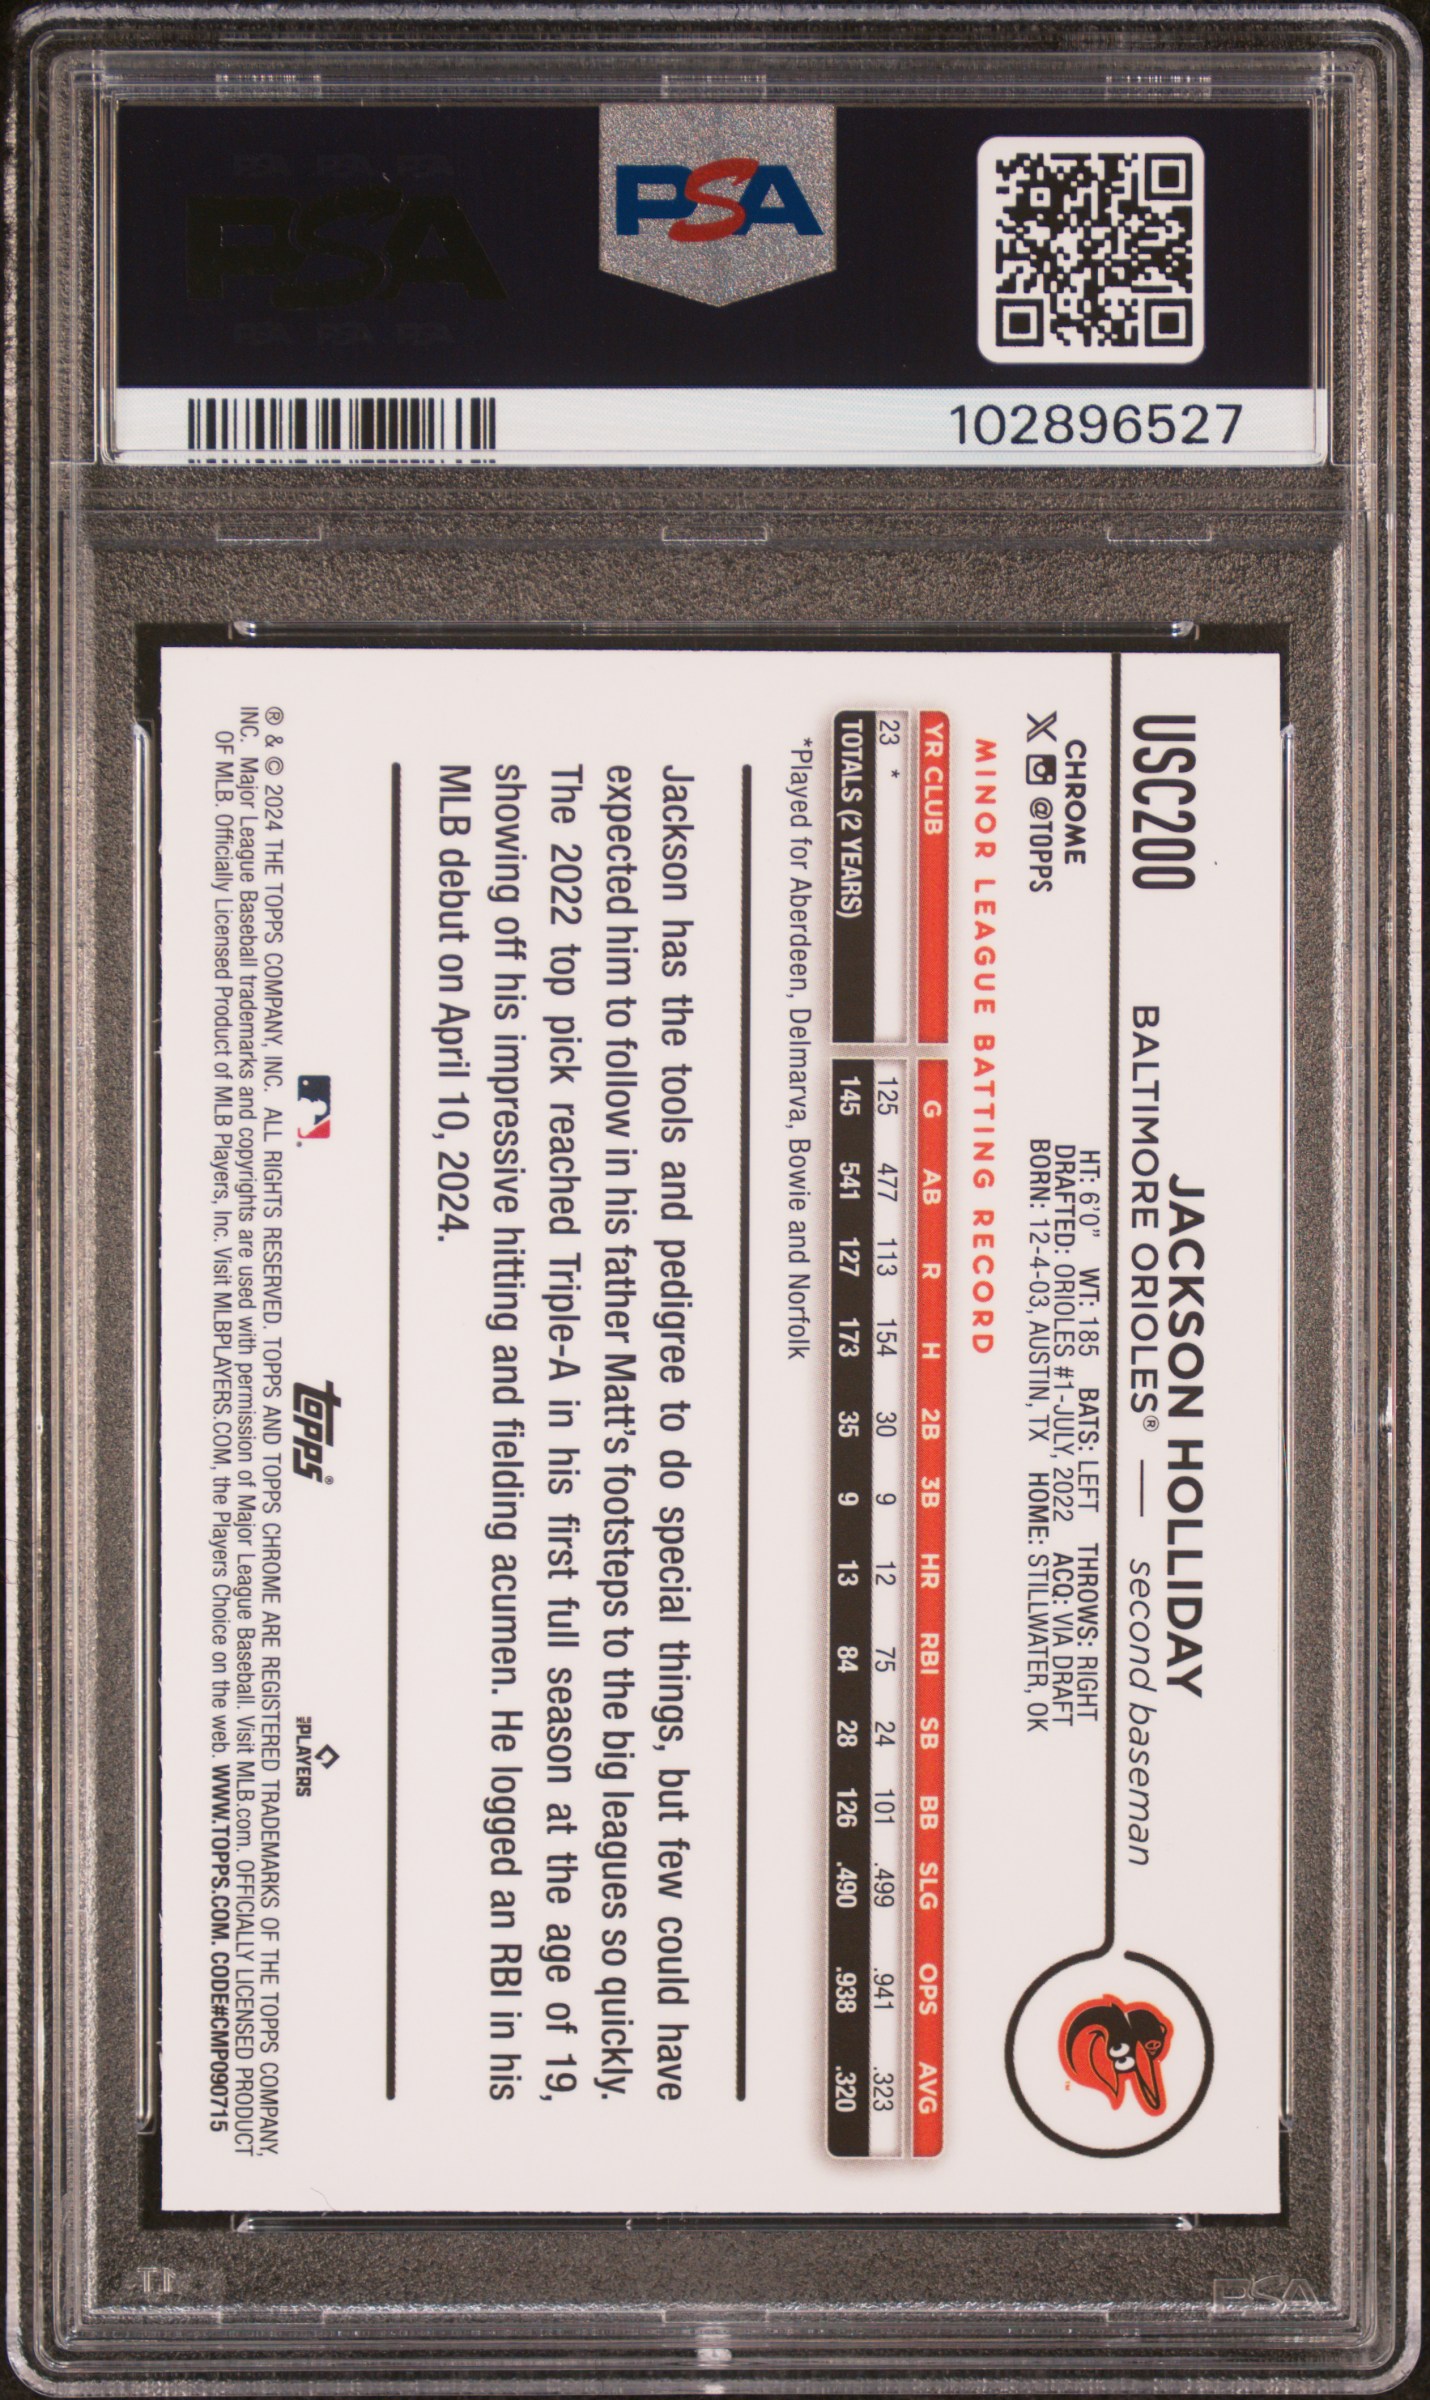 PSA
PSA
102896527
USC200
JACKSON HOLLIDAY
BALTIMORE ORIOLES® — second baseman
CHROME
X @TOPPS
HT: 6'0" WT: 185 BATS: LEFT THROWS: RIGHT
DRAFTED: ORIOLES #1-JULY, 2022 ACQ: VIA DRAFT
BORN: 12-4-03, AUSTIN, TX HOME: STILLWATER, OK
MINOR LEAGUE BATTING RECORD
YR CLUB G AB R H 2B 3B HR RBI SB BB SLG OPS AVG
23 * 125 477 113 154 30 9 12 75 24 101 .499 .941 .323
TOTALS (2 YEARS) 145 541 127 173 35 9 13 84 28 126 .490 .938 .320
*Played for Aberdeen, Delmarva, Bowie and Norfolk
Jackson has the tools and pedigree to do special things, but few could have
expected him to follow in his father Matt's footsteps to the big leagues so quickly.
The 2022 top pick reached Triple-A in his first full season at the age of 19,
showing off his impressive hitting and fielding acumen. He logged an RBI in his
MLB debut on April 10, 2024.
topps®
MLB PLAYERS
® & © 2024 THE TOPPS COMPANY, INC. ALL RIGHTS RESERVED. TOPPS AND TOPPS CHROME ARE REGISTERED TRADEMARKS OF THE TOPPS COMPANY,
INC. Major League Baseball trademarks and copyrights are used with permission of Major League Baseball. Visit MLB.com. OFFICIALLY LICENSED PRODUCT
OF MLB. Officially Licensed Product of MLB Players, Inc. Visit MLBPLAYERS.COM, the Players Choice on the web. WWW.TOPPS.COM. CODE#CMP090715
PSA